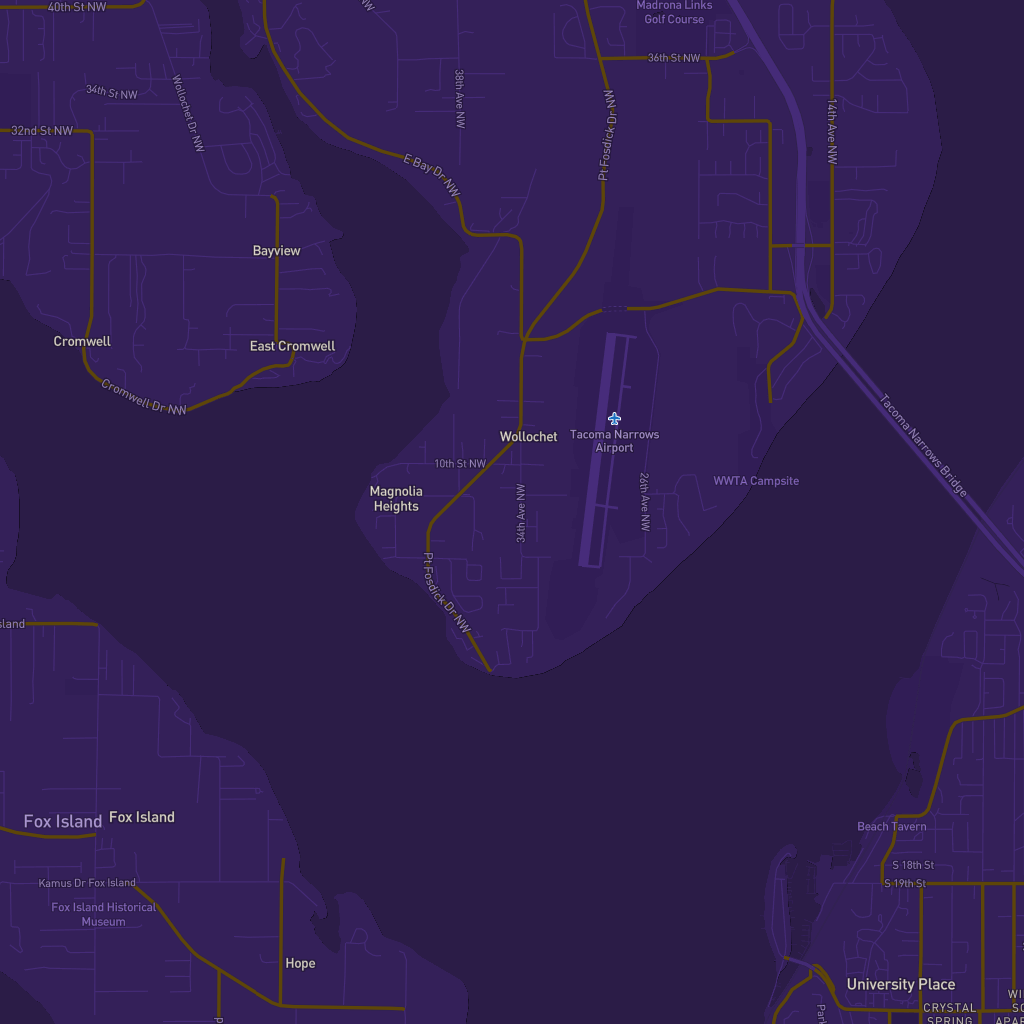 40th St NW
Madrona Links
Golf Course
36th St NW
34th St NW
Wollochet Dr NW
38th Ave NW
Pt Fosdick Dr NW
14th Ave NW
32nd St NW
E Bay Dr NW
Bayview
Cromwell
East Cromwell
Cromwell Dr NW
Tacoma Narrows Bridge
Wollochet
Tacoma Narrows
Airport
10th St NW
WWTA Campsite
Magnolia
Heights
34th Ave NW
26th Ave NW
Pt Fosdick Dr NW
sland
Fox Island
Fox Island
Beach Tavern
S 18th St
S 19th St
Kamus Dr Fox Island
Fox Island Historical
Museum
Hope
University Place
CRYSTAL
SPRING
Park